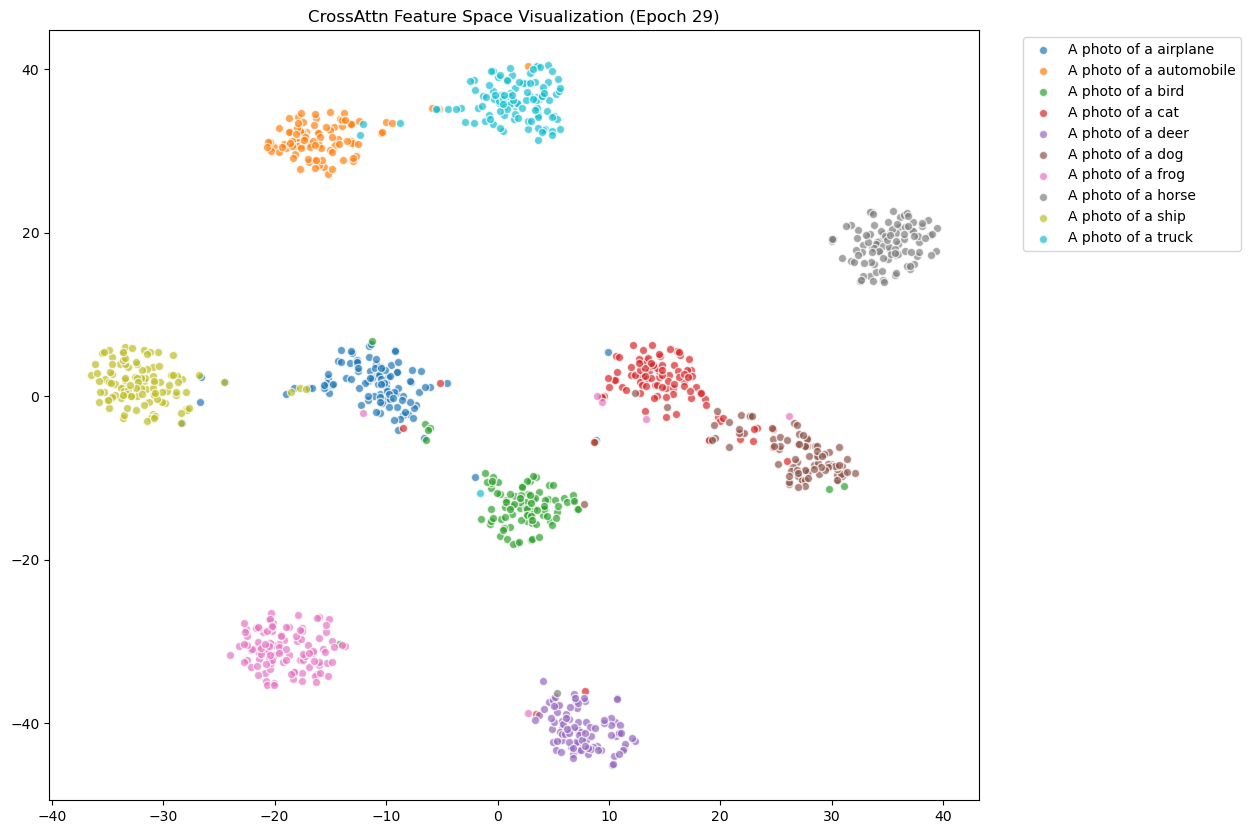 CrossAttn Feature Space Visualization (Epoch 29)
A photo of a airplane
A photo of a automobile
A photo of a bird
A photo of a cat
A photo of a deer
A photo of a dog
A photo of a frog
A photo of a horse
A photo of a ship
A photo of a truck
40
20
0
−20
−40
−40 −30 −20 −10 0 10 20 30 40